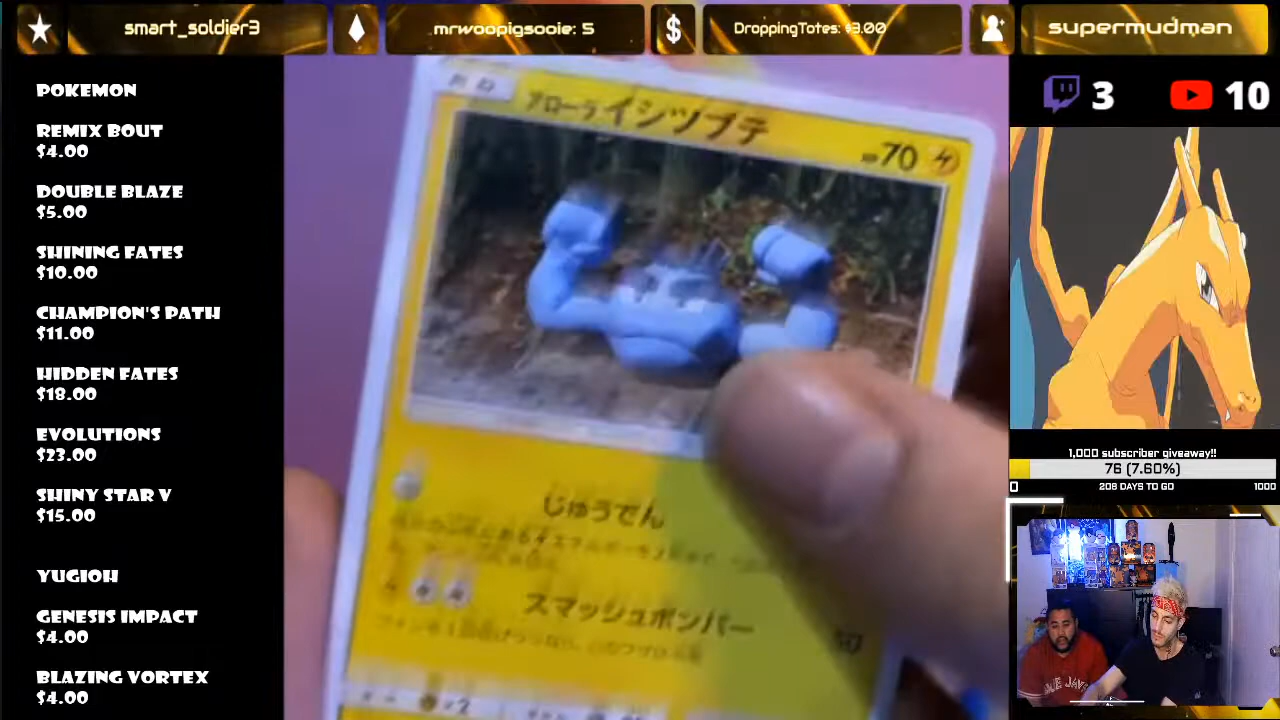 smart_soldier3
mrwoopigsooie: 5
$
DroppingTotes: $3.00
supermudman
3
10
POKEMON
REMIX BOUT
$4.00
DOUBLE BLAZE
$5.00
SHINING FATES
$10.00
CHAMPION'S PATH
$11.00
HIDDEN FATES
$18.00
EVOLUTIONS
$23.00
SHINY STAR V
$15.00
YUGIOH
GENESIS IMPACT
$4.00
BLAZING VORTEX
$4.00
アローラ イシツブテ
HP 70
じゅうでん
スマッシュボンバー
×2
1,000 subscriber giveaway!!
76 (7.60%)
0
208 DAYS TO GO
1000